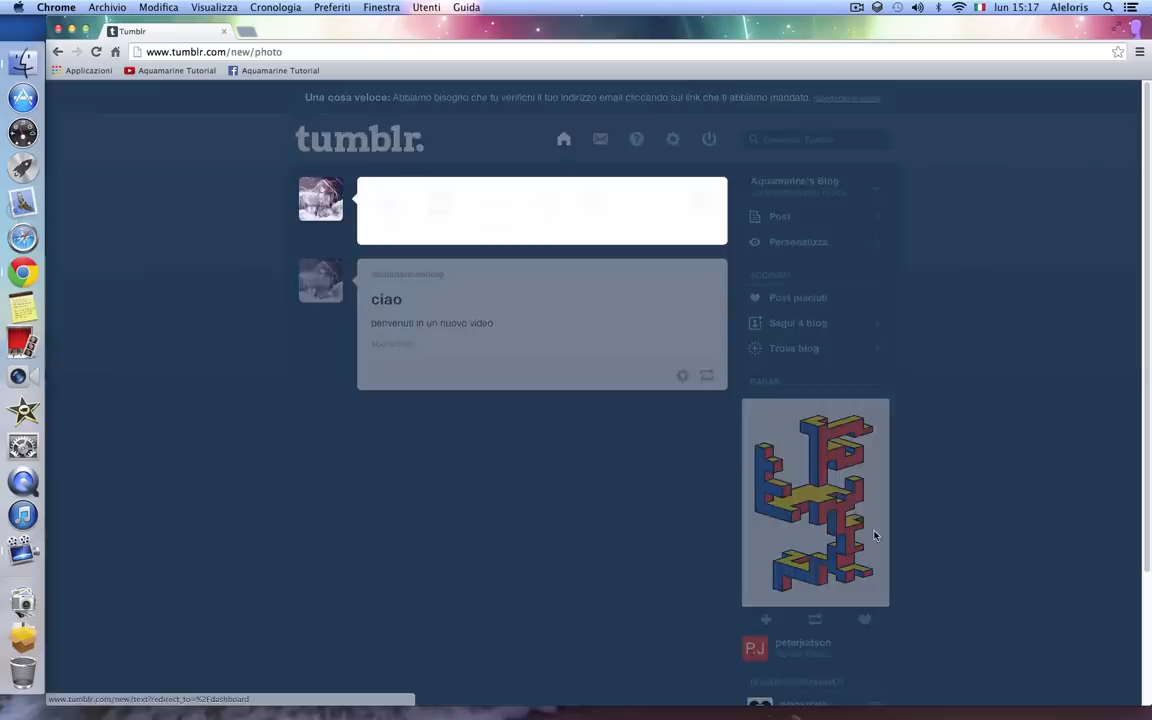 Chrome Archivio Modifica Visualizza Cronologia Preferiti Finestra Utenti Guida lun 15:17 Aleloris
Tumblr
www.tumblr.com/new/photo
Applicazioni Aquamarine Tutorial Aquamarine Tutorial
Una cosa veloce: Abbiamo bisogno che tu verifichi il tuo indirizzo email cliccando sul link che ti abbiamo mandato.
tumblr.
Tumblr
Aquamarine's Blog
Post
Personalizza
ciao
benvenuti in un nuovo video
ACCOUNT
Post piaciuti
Segui 4 blog
Trova blog
RADAR
P.J peterjudson
www.tumblr.com/new/text?redirect_to=%2Fdashboard